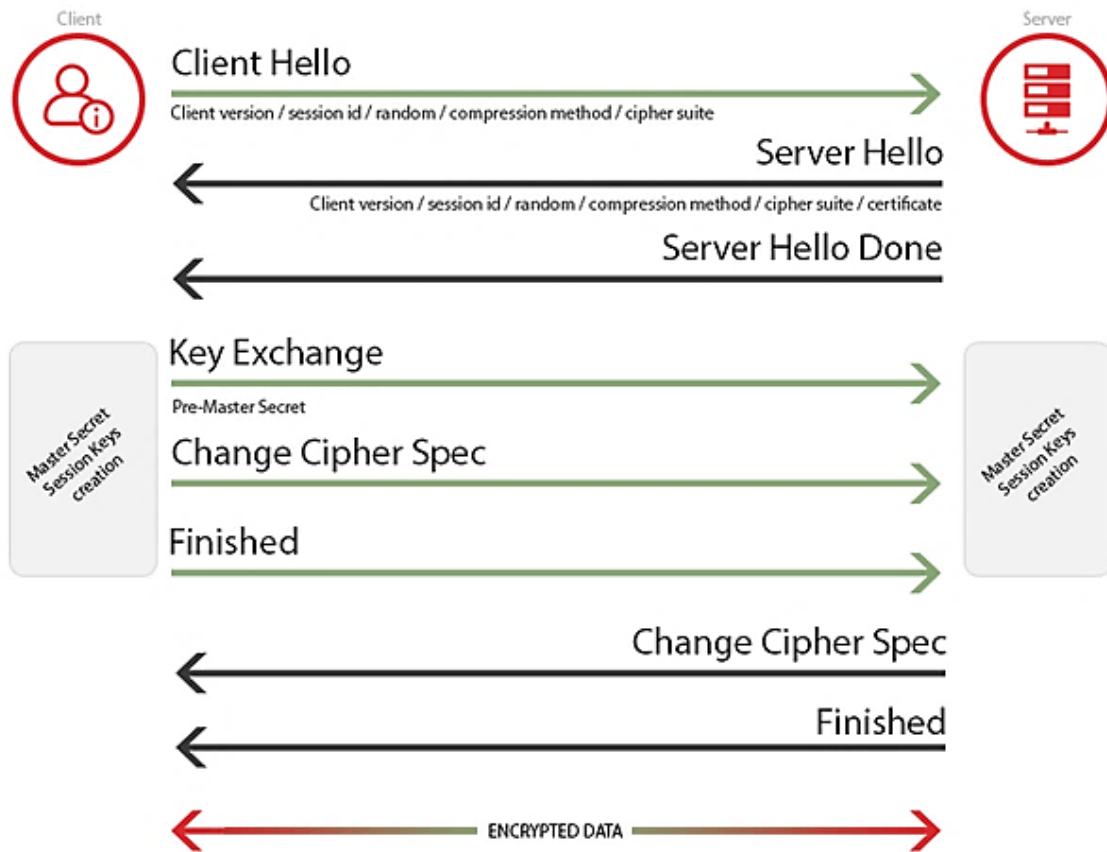 Client
Server
Client Hello
Client version / session id / random / compression method / cipher suite
Server Hello
Client version / session id / random / compression method / cipher suite / certificate
Server Hello Done
Key Exchange
Pre-Master Secret
Master Secret
Session Keys
creation
Master Secret
Session Keys
creation
Change Cipher Spec
Finished
Change Cipher Spec
Finished
ENCRYPTED DATA